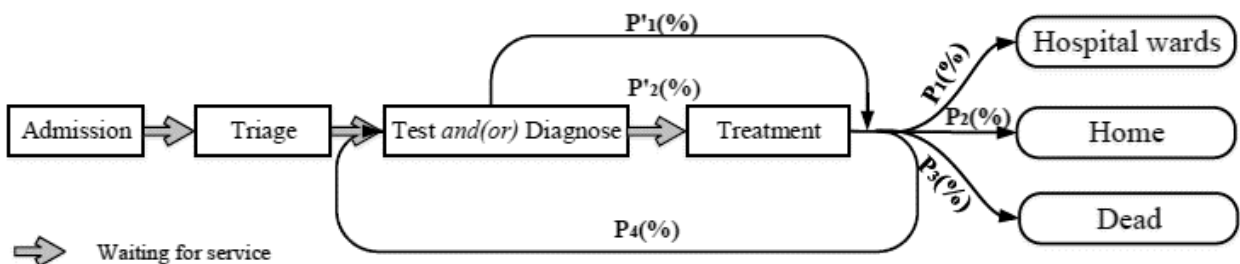 P'1(%)
Hospital wards
P1(%)
P'2(%)
Admission
Triage
Test and(or) Diagnose
Treatment
P2(%)
Home
P3(%)
P4(%)
Dead
Waiting for service